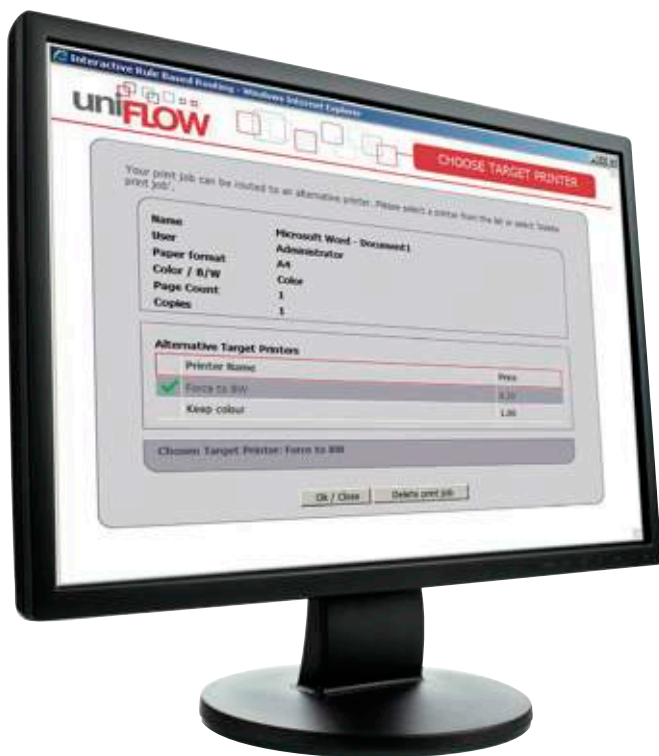 Interactive Rule Based Routing - Windows Internet Explorer
uniFLOW
CHOOSE TARGET PRINTER
Your print job can be routed to an alternative printer. Please select a printer from the list or select 'Delete
print job'.
Name Microsoft Word - Document1
User Administrator
Paper format A4
Color / B/W Color
Page Count 1
Copies 1
Alternative Target Printers
Printer Name Price
Force to BW
Keep colour 1.00
Chosen Target Printer: Force to BW
Ok / Close Delete print job